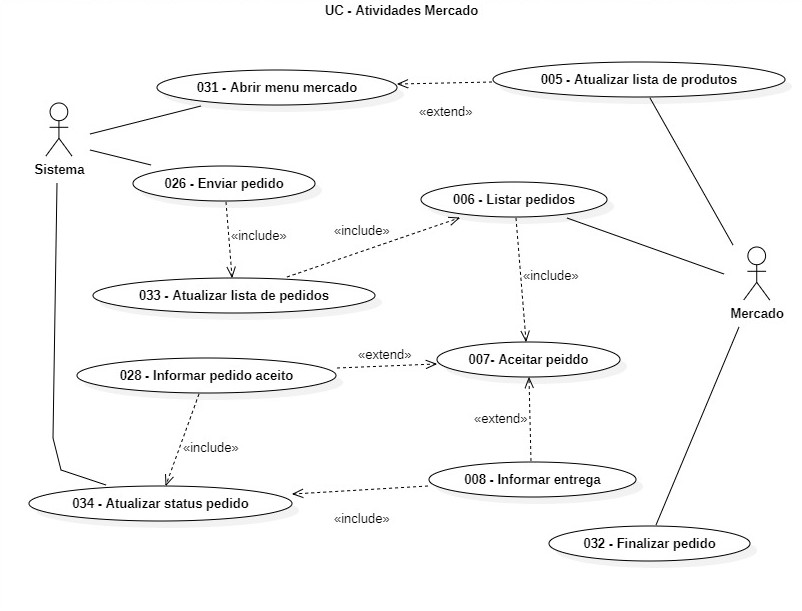 UC - Atividades Mercado
005 - Atualizar lista de produtos
031 - Abrir menu mercado
«extend»
Sistema
026 - Enviar pedido
006 - Listar pedidos
«include»
«include»
«include»
033 - Atualizar lista de pedidos
Mercado
«extend»
007- Aceitar peiddo
028 - Informar pedido aceito
«extend»
«include»
008 - Informar entrega
034 - Atualizar status pedido
«include»
032 - Finalizar pedido